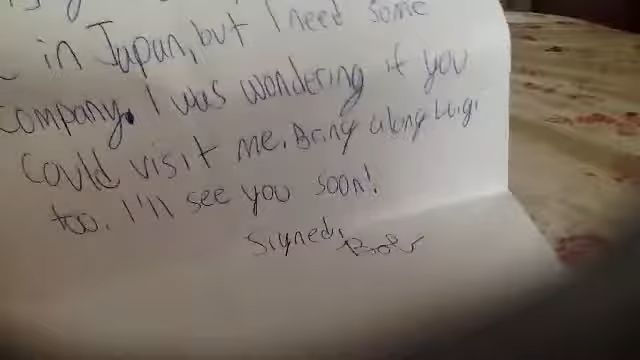 in Japan, but I need some
company. I was wondering if you
could visit me. Bring along Luigi
too. I'll see you soon!
Signed,